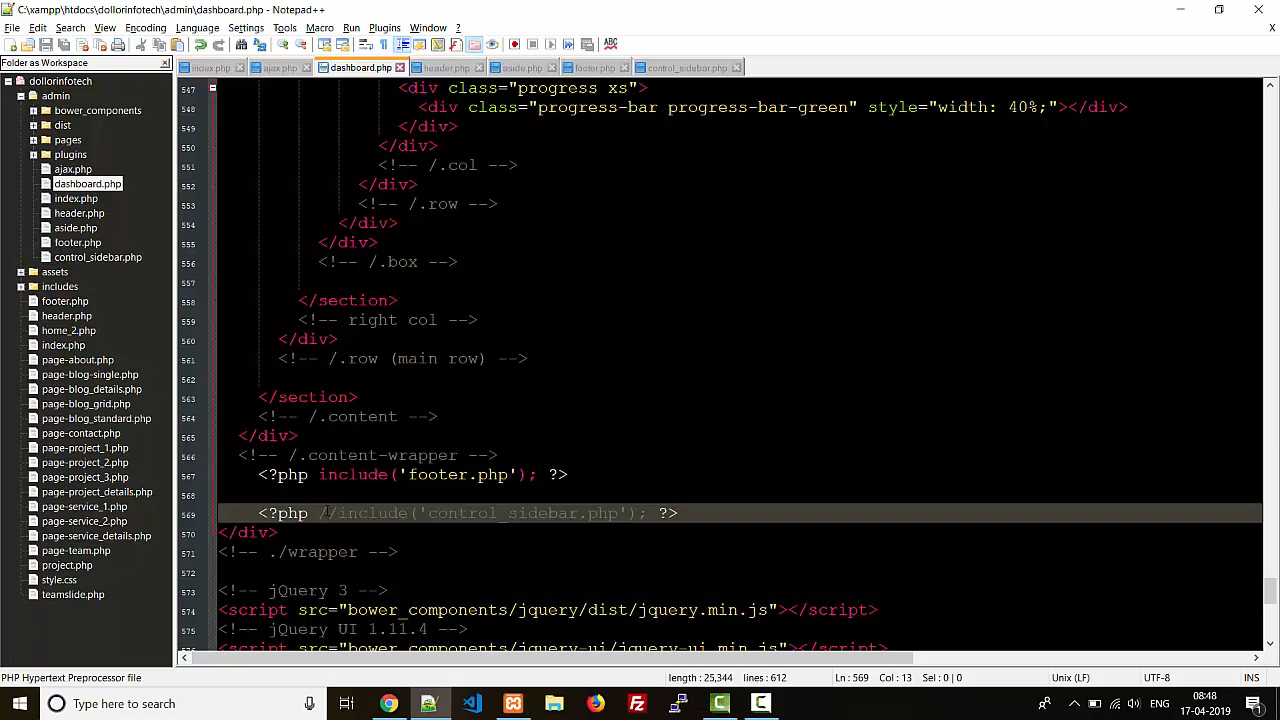 C:\xampp\htdocs\dollorinfotech\admin\dashboard.php - Notepad++
File Edit Search View Encoding Language Settings Tools Macro Run Plugins Window ?
X
Folder as Workspace
index.php ajax.php dashboard.php header.php aside.php footer.php control_sidebar.php
dollorinfotech
admin
bower_components
dist
pages
plugins
ajax.php
dashboard.php
index.php
header.php
aside.php
footer.php
control_sidebar.php
assets
includes
footer.php
header.php
home_2.php
index.php
page-about.php
page-blog-single.php
page-blog_details.php
page-blog_grid.php
page-blog_standard.php
page-contact.php
page-project_1.php
page-project_2.php
page-project_3.php
page-project_details.php
page-service_1.php
page-service_2.php
page-service_details.php
page-team.php
project.php
style.css
teamslide.php
547 <div class="progress xs">
548 <div class="progress-bar progress-bar-green" style="width: 40%;"></div>
549 </div>
550 </div>
551 <!-- /.col -->
552 </div>
553 <!-- /.row -->
554 </div>
555 </div>
556 <!-- /.box -->
557
558 </section>
559 <!-- right col -->
560 </div>
561 <!-- /.row (main row) -->
562
563 </section>
564 <!-- /.content -->
565 </div>
566 <!-- /.content-wrapper -->
567 <?php include('footer.php'); ?>
568
569 <?php //include('control_sidebar.php'); ?>
570 </div>
571 <!-- ./wrapper -->
572
573 <!-- jQuery 3 -->
574 <script src="bower_components/jquery/dist/jquery.min.js"></script>
575 <!-- jQuery UI 1.11.4 -->
<script src="bower_components/jquery-ui/jquery-ui.min.js"></script>
PHP Hypertext Preprocessor file length : 25,344 lines : 612 Ln : 569 Col : 13 Sel : 0 | 0 Unix (LF) UTF-8 INS
Type here to search
ENG
08:48
17-04-2019
1